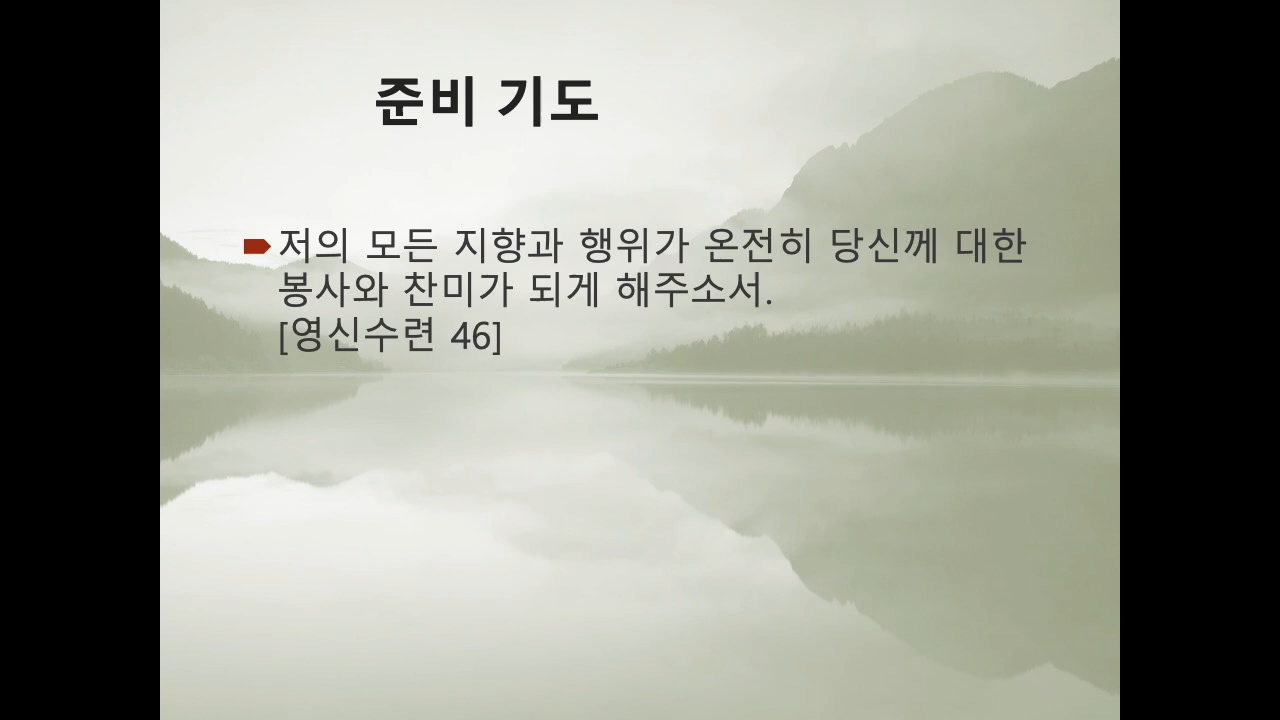 준비 기도
저의 모든 지향과 행위가 온전히 당신께 대한
봉사와 찬미가 되게 해주소서.
[영신수련 46]